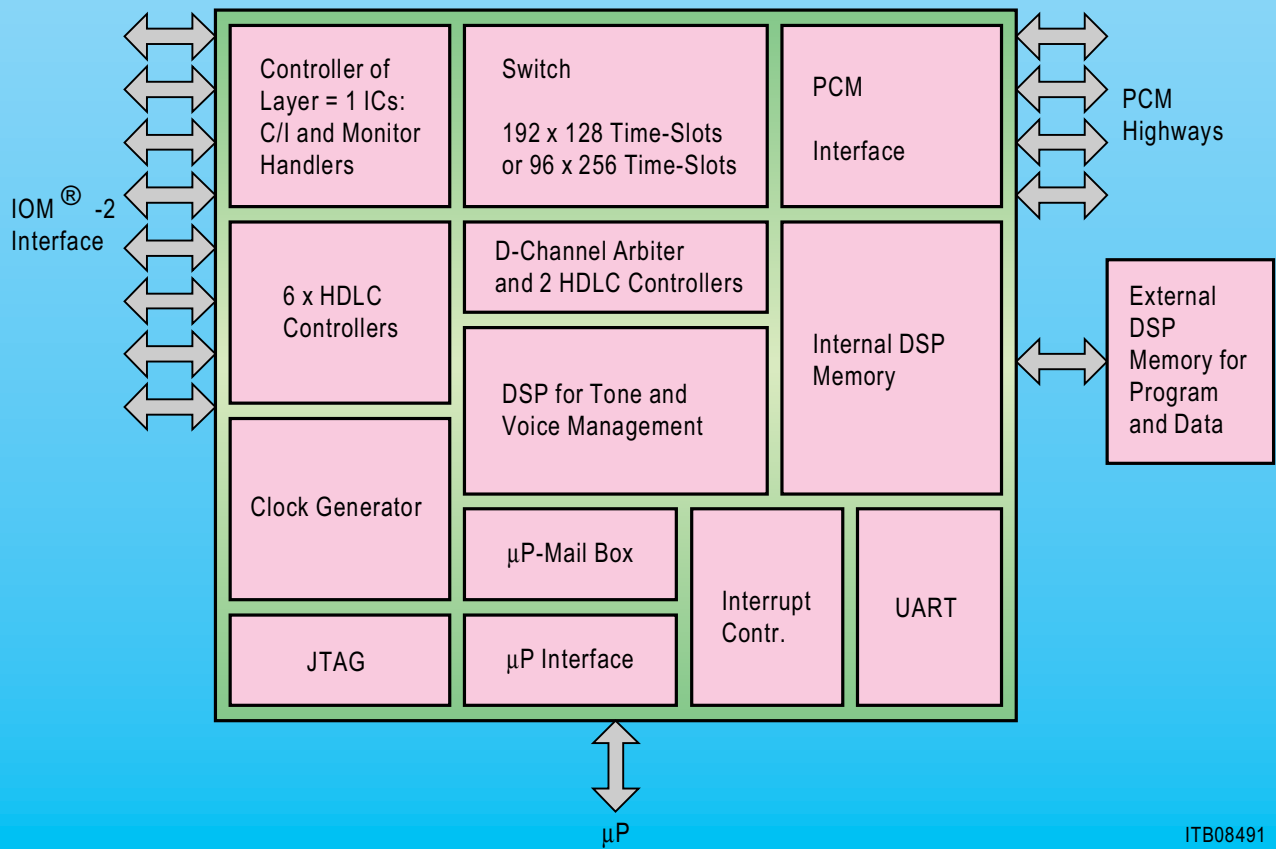 Controller of
Layer = 1 ICs:
C/I and Monitor
Handlers
Switch
192 x 128 Time-Slots
or 96 x 256 Time-Slots
PCM
Interface
PCM
Highways
IOM ® -2
Interface
6 x HDLC
Controllers
D-Channel Arbiter
and 2 HDLC Controllers
Internal DSP
Memory
External
DSP
Memory for
Program
and Data
DSP for Tone and
Voice Management
Clock Generator
µP-Mail Box
Interrupt
Contr.
UART
JTAG
µP Interface
µP
ITB08491